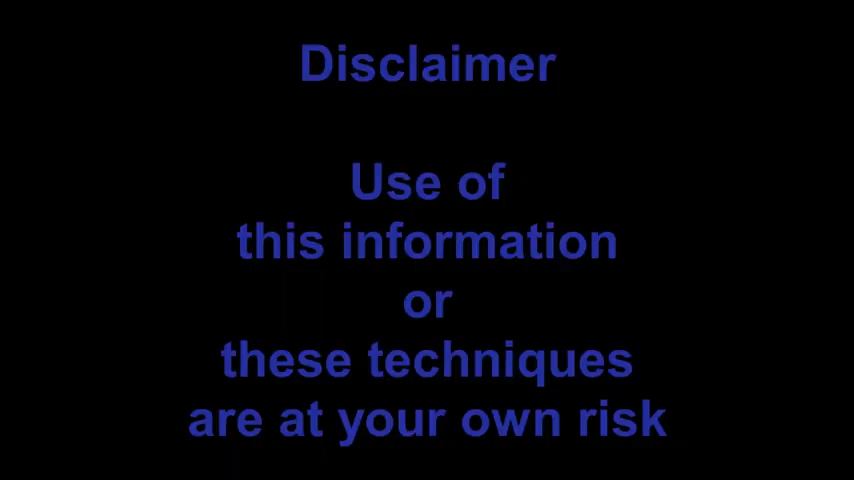 Disclaimer
Use of
this information
or
these techniques
are at your own risk